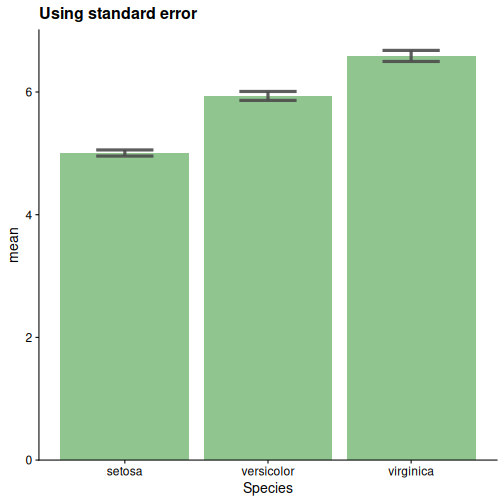 Using standard error
mean
6
4
2
0
setosa versicolor virginica
Species